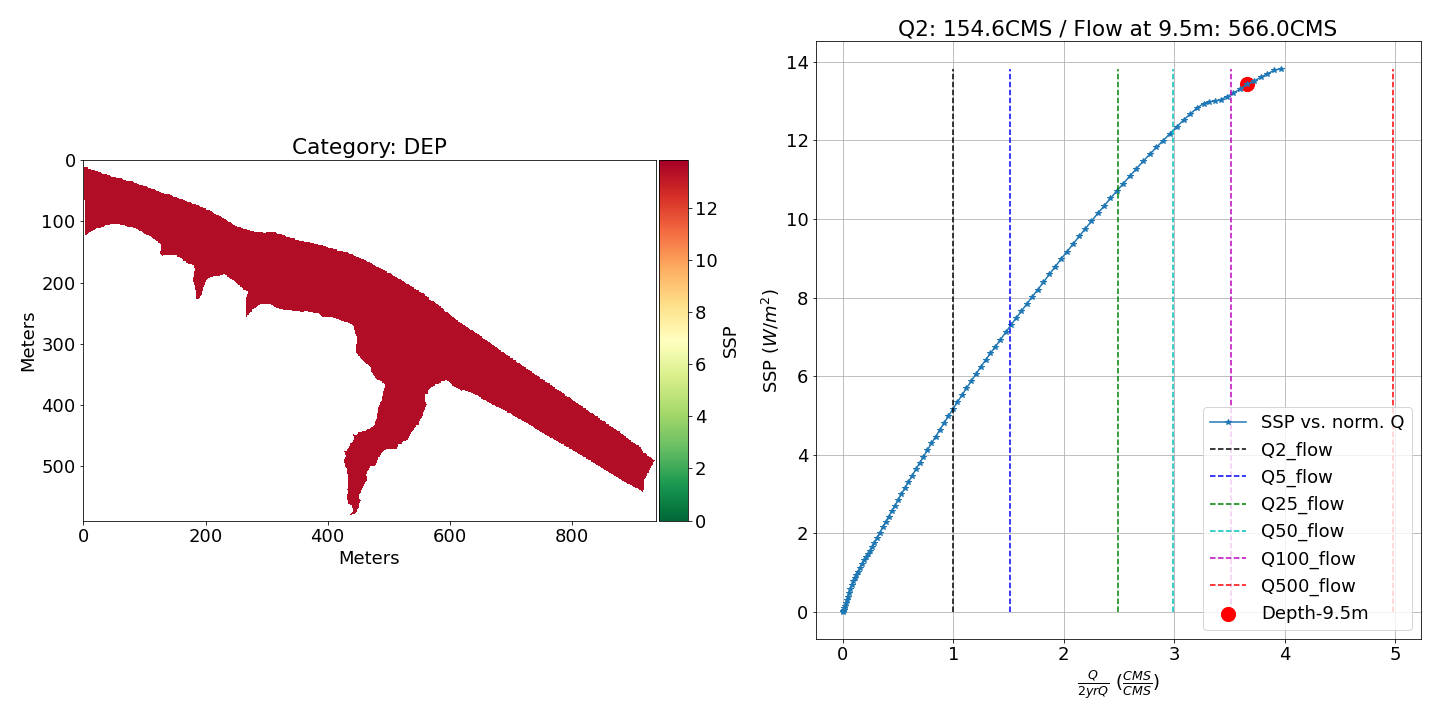 Category: DEP
0
100
200
300
400
500
Meters
0
200
400
600
800
Meters
12
10
8
6
4
2
0
SSP
Q2: 154.6CMS / Flow at 9.5m: 566.0CMS
14
12
10
8
6
4
2
0
SSP (W/m²)
0
1
2
3
4
5
Q/2yrQ (CMS/CMS)
SSP vs. norm. Q
Q2_flow
Q5_flow
Q25_flow
Q50_flow
Q100_flow
Q500_flow
Depth-9.5m